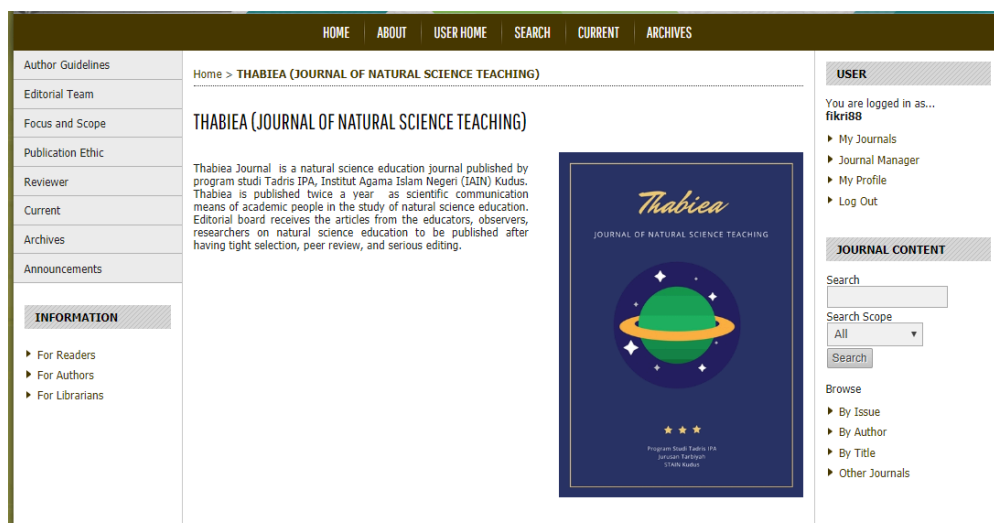 HOME
ABOUT
USER HOME
SEARCH
CURRENT
ARCHIVES
Author Guidelines
Editorial Team
Focus and Scope
Publication Ethic
Reviewer
Current
Archives
Announcements
INFORMATION
For Readers
For Authors
For Librarians
Home > THABIEA (JOURNAL OF NATURAL SCIENCE TEACHING)
THABIEA (JOURNAL OF NATURAL SCIENCE TEACHING)
Thabiea Journal is a natural science education journal published by
program studi Tadris IPA, Institut Agama Islam Negeri (IAIN) Kudus.
Thabiea is published twice a year as scientific communication
means of academic people in the study of natural science education.
Editorial board receives the articles from the educators, observers,
researchers on natural science education to be published after
having tight selection, peer review, and serious editing.
Thabiea
JOURNAL OF NATURAL SCIENCE TEACHING
Program Studi Tadris IPA
Jurusan Tarbiyah
STAIN Kudus
USER
You are logged in as...
fikri88
My Journals
Journal Manager
My Profile
Log Out
JOURNAL CONTENT
Search
Search Scope
All
Search
Browse
By Issue
By Author
By Title
Other Journals